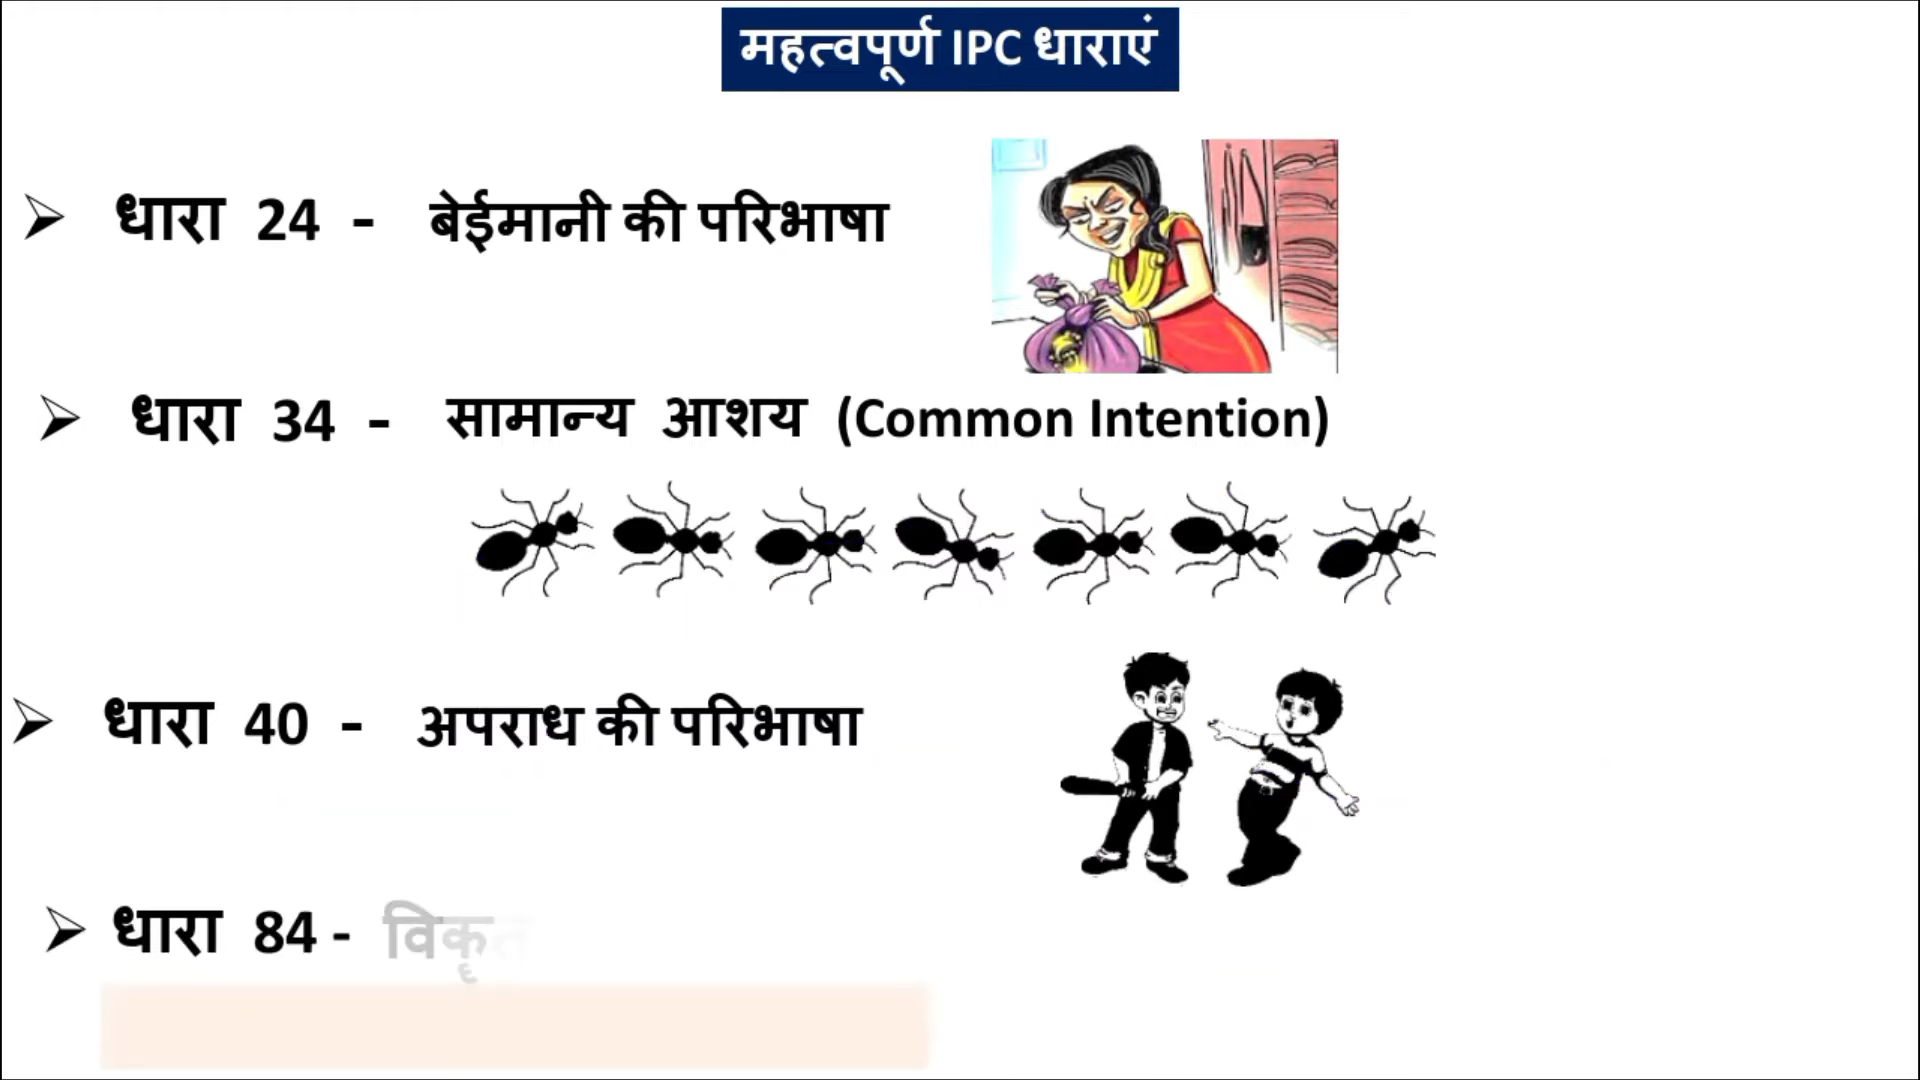 महत्वपूर्ण IPC धाराएं
धारा 24 - बेईमानी की परिभाषा
धारा 34 - सामान्य आशय (Common Intention)
धारा 40 - अपराध की परिभाषा
धारा 84 - विकृत